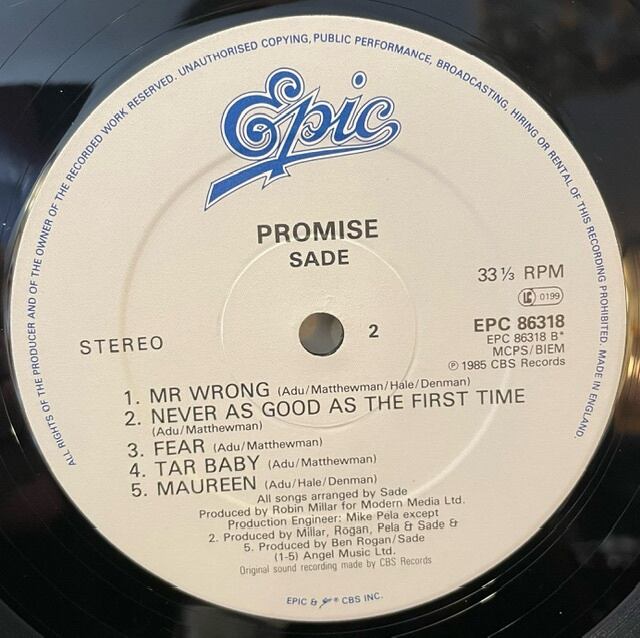 ALL RIGHTS OF THE PRODUCER AND OF THE OWNER OF THE RECORDED WORK RESERVED. UNAUTHORISED COPYING, PUBLIC PERFORMANCE, BROADCASTING, HIRING OR RENTAL OF THIS RECORDING PROHIBITED. MADE IN ENGLAND.
Epic
PROMISE
SADE
33 ⅓ RPM
LC 0199
STEREO
2
EPC 86318
EPC 86318 B*
MCPS/BIEM
℗ 1985 CBS Records
1. MR WRONG (Adu/Matthewman/Hale/Denman)
2. NEVER AS GOOD AS THE FIRST TIME
(Adu/Matthewman)
3. FEAR (Adu/Matthewman)
4. TAR BABY (Adu/Matthewman)
5. MAUREEN (Adu/Hale/Denman)
All songs arranged by Sade
Produced by Robin Millar for Modern Media Ltd.
Production Engineer: Mike Pela except
2. Produced by Millar, Rogan, Pela & Sade &
5. Produced by Ben Rogan/Sade
(1-5) Angel Music Ltd.
Original sound recording made by CBS Records
EPIC & ® CBS INC.